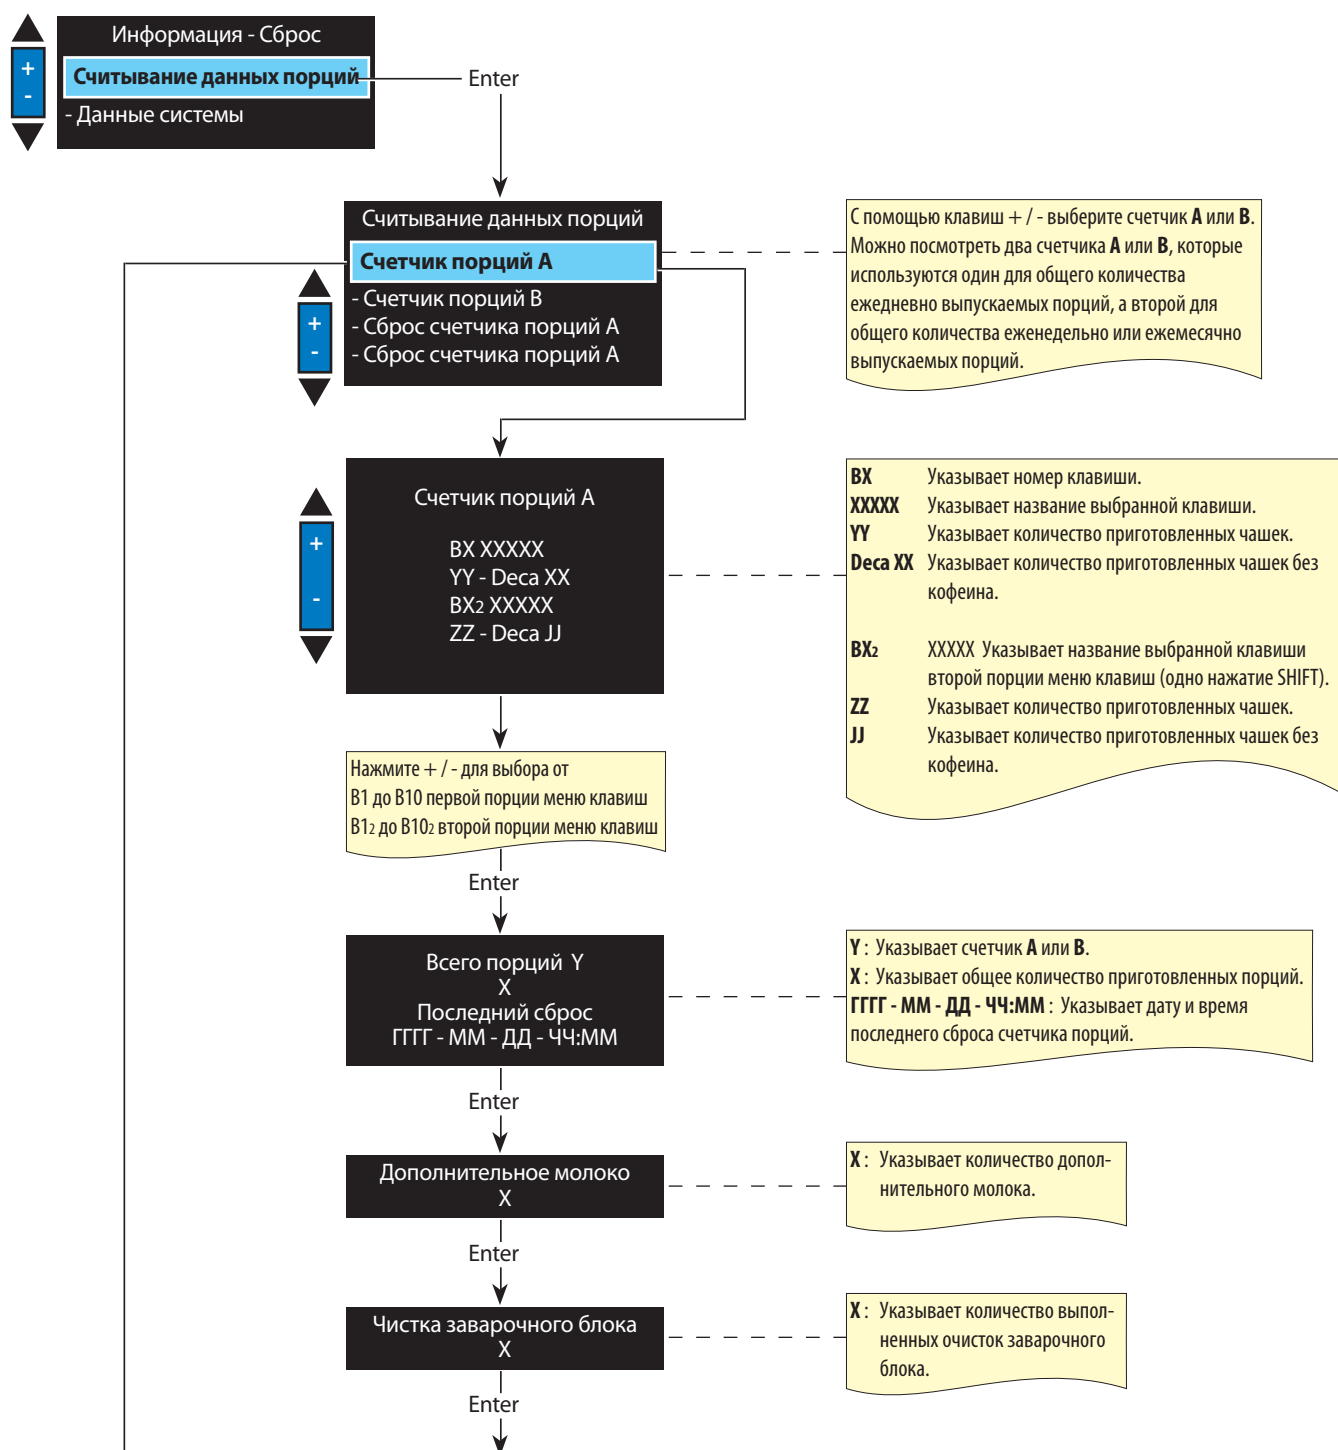 Информация - Сброс
+
-
Считывание данных порций
- Данные системы
Enter
Считывание данных порций
Счетчик порций А
- Счетчик порций В
- Сброс счетчика порций А
- Сброс счетчика порций А
+
-
С помощью клавиш + / - выберите счетчик А или В.
Можно посмотреть два счетчика А или В, которые
используются один для общего количества
ежедневно выпускаемых порций, а второй для
общего количества еженедельно или ежемесячно
выпускаемых порций.
Счетчик порций А
BX XXXXX
YY - Deca XX
BX2 XXXXX
ZZ - Deca JJ
+
-
BX Указывает номер клавиши.
XXXXX Указывает название выбранной клавиши.
YY Указывает количество приготовленных чашек.
Deca XX Указывает количество приготовленных чашек без
кофеина.
BX2 XXXXX Указывает название выбранной клавиши
второй порции меню клавиш (одно нажатие SHIFT).
ZZ Указывает количество приготовленных чашек.
JJ Указывает количество приготовленных чашек без
кофеина.
Нажмите + / - для выбора от
B1 до B10 первой порции меню клавиш
B12 до B102 второй порции меню клавиш
Enter
Всего порций Y
X
Последний сброс
ГГГГ - ММ - ДД - ЧЧ:ММ
Y : Указывает счетчик А или В.
X : Указывает общее количество приготовленных порций.
ГГГГ - ММ - ДД - ЧЧ:ММ : Указывает дату и время
последнего сброса счетчика порций.
Enter
Дополнительное молоко
X
X : Указывает количество допол-
нительного молока.
Enter
Чистка заварочного блока
X
X : Указывает количество выпол-
ненных очисток заварочного
блока.
Enter